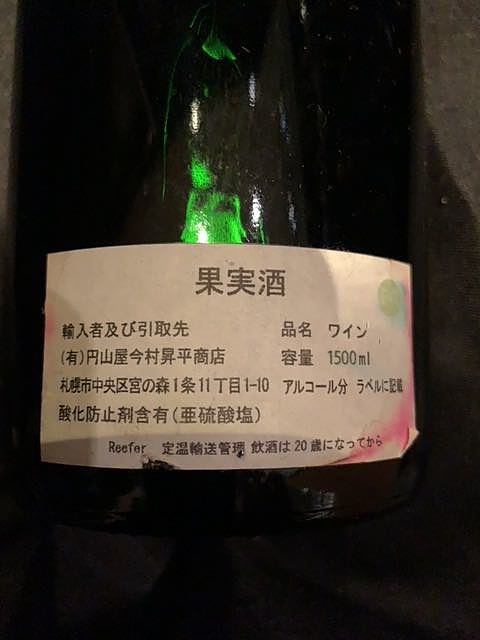 果実酒
輸入者及び引取先 品名 ワイン
(有)円山屋今村昇平商店 容量 1500ml
札幌市中央区宮の森1条11丁目1-10 アルコール分 ラベルに記載
酸化防止剤含有(亜硫酸塩)
Reefer 定温輸送管理 飲酒は20歳になってから